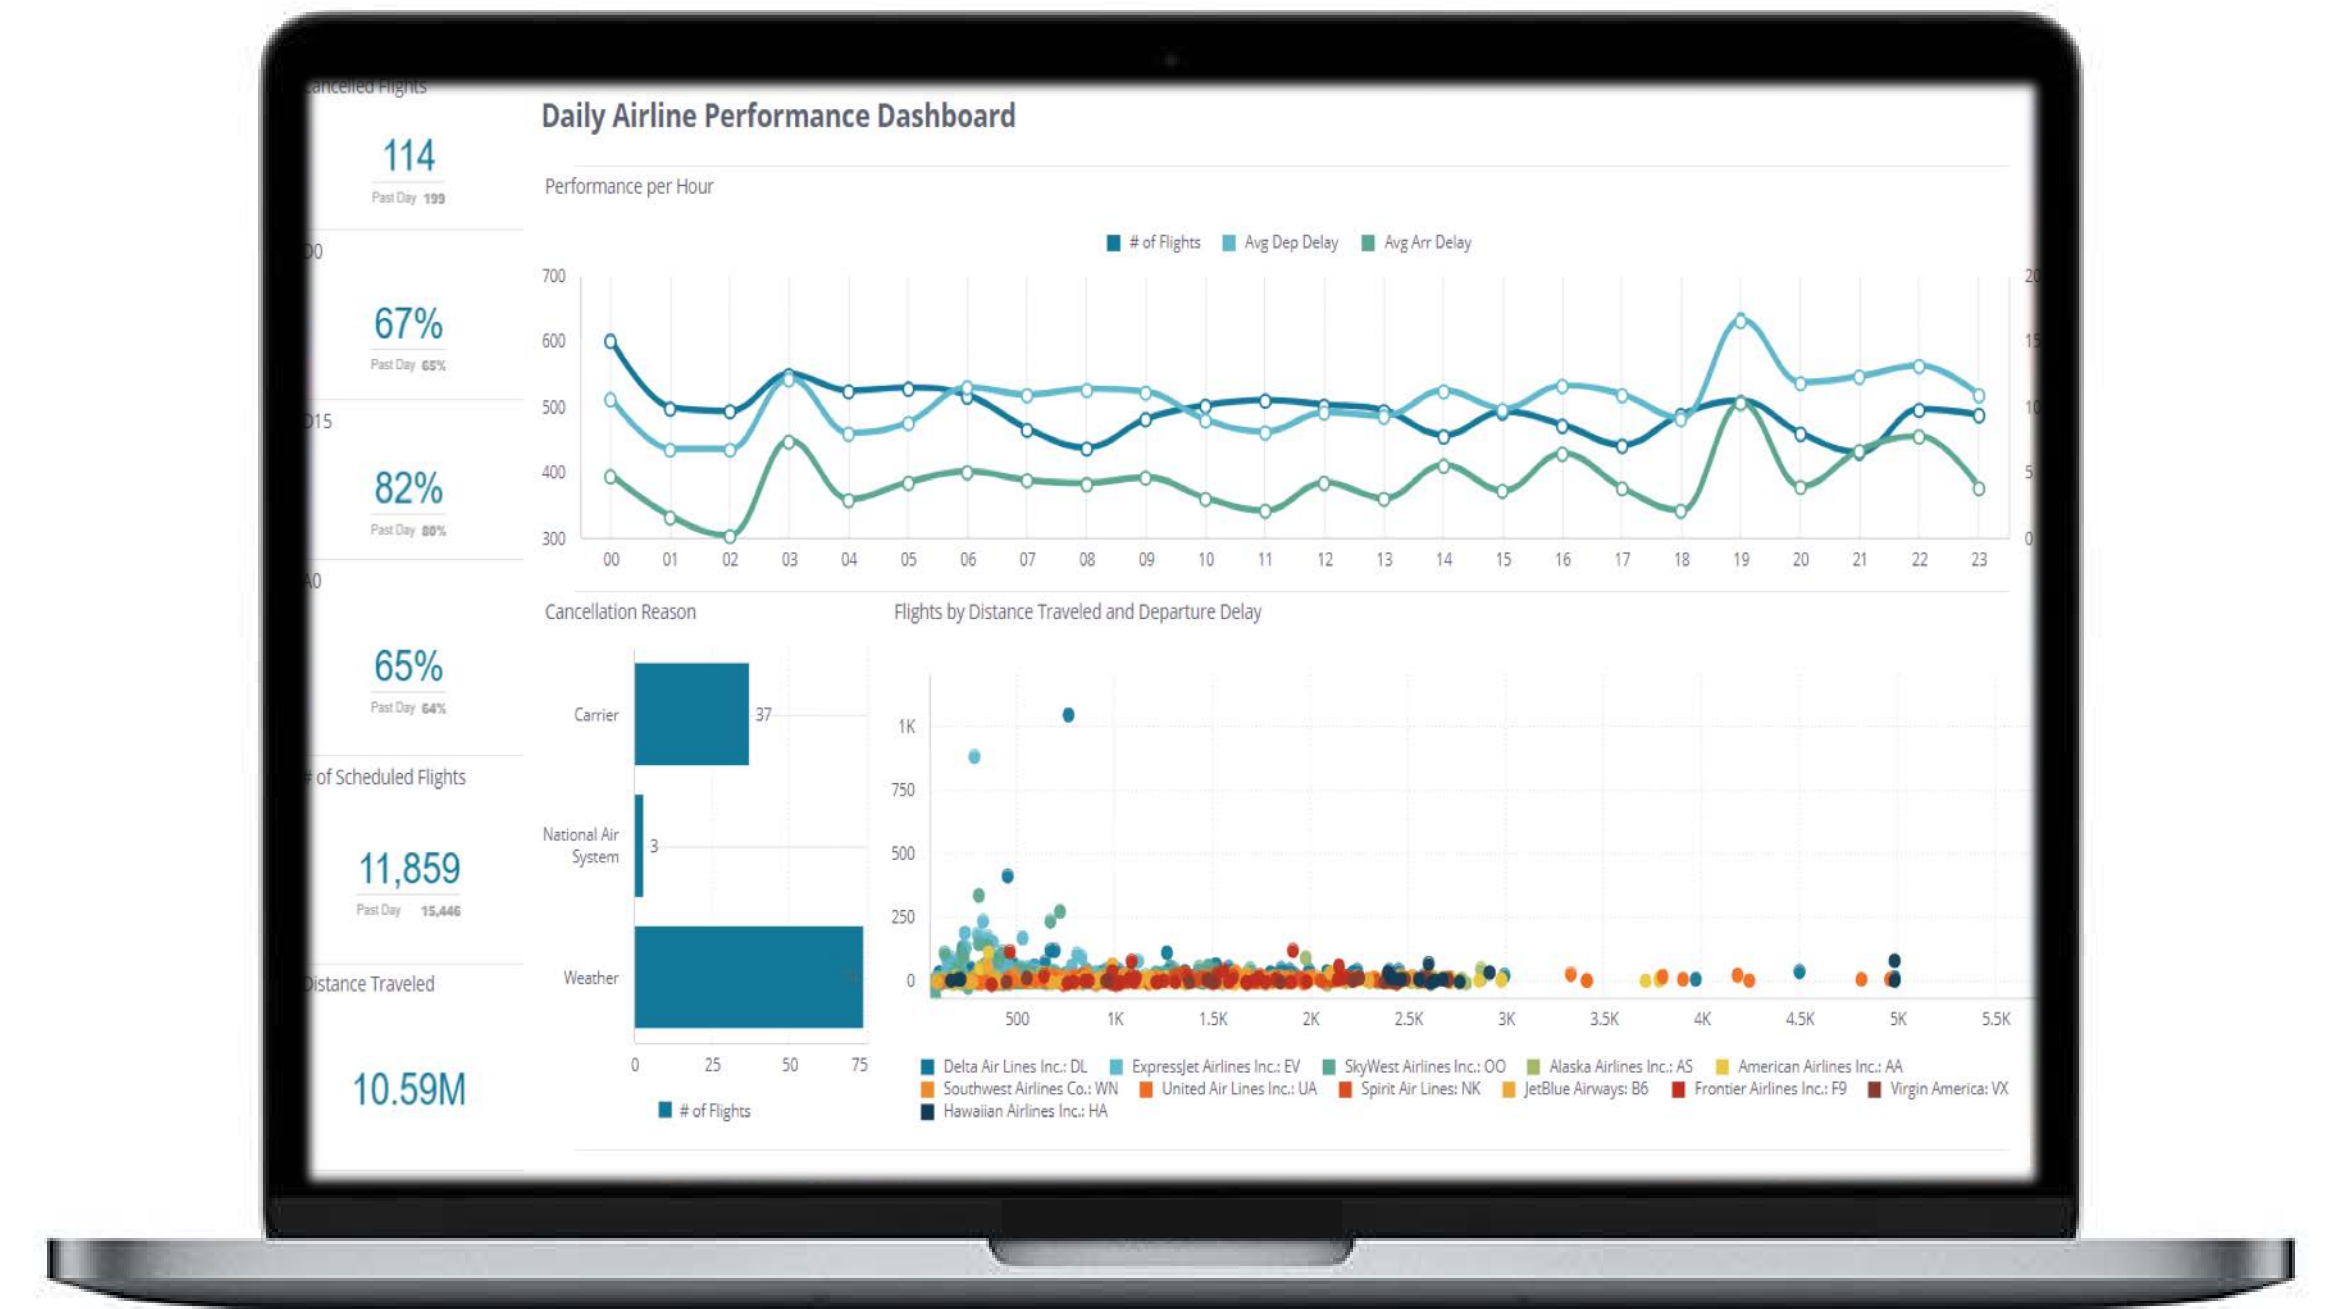 Cancelled Flights
114
Past Day 199
D0
67%
Past Day 65%
D15
82%
Past Day 80%
A0
65%
Past Day 64%
# of Scheduled Flights
11,859
Past Day 15,446
Distance Traveled
10.59M
Daily Airline Performance Dashboard
Performance per Hour
# of Flights Avg Dep Delay Avg Arr Delay
700 20
600 15
500 10
400 5
300 0
00 01 02 03 04 05 06 07 08 09 10 11 12 13 14 15 16 17 18 19 20 21 22 23
Cancellation Reason
Carrier 37
National Air
System 3
Weather
0 25 50 75
# of Flights
Flights by Distance Traveled and Departure Delay
1K
750
500
250
0
500 1K 1.5K 2K 2.5K 3K 3.5K 4K 4.5K 5K 5.5K
Delta Air Lines Inc.: DL ExpressJet Airlines Inc.: EV SkyWest Airlines Inc.: OO Alaska Airlines Inc.: AS American Airlines Inc.: AA
Southwest Airlines Co.: WN United Air Lines Inc.: UA Spirit Air Lines: NK JetBlue Airways: B6 Frontier Airlines Inc.: F9 Virgin America: VX
Hawaiian Airlines Inc.: HA